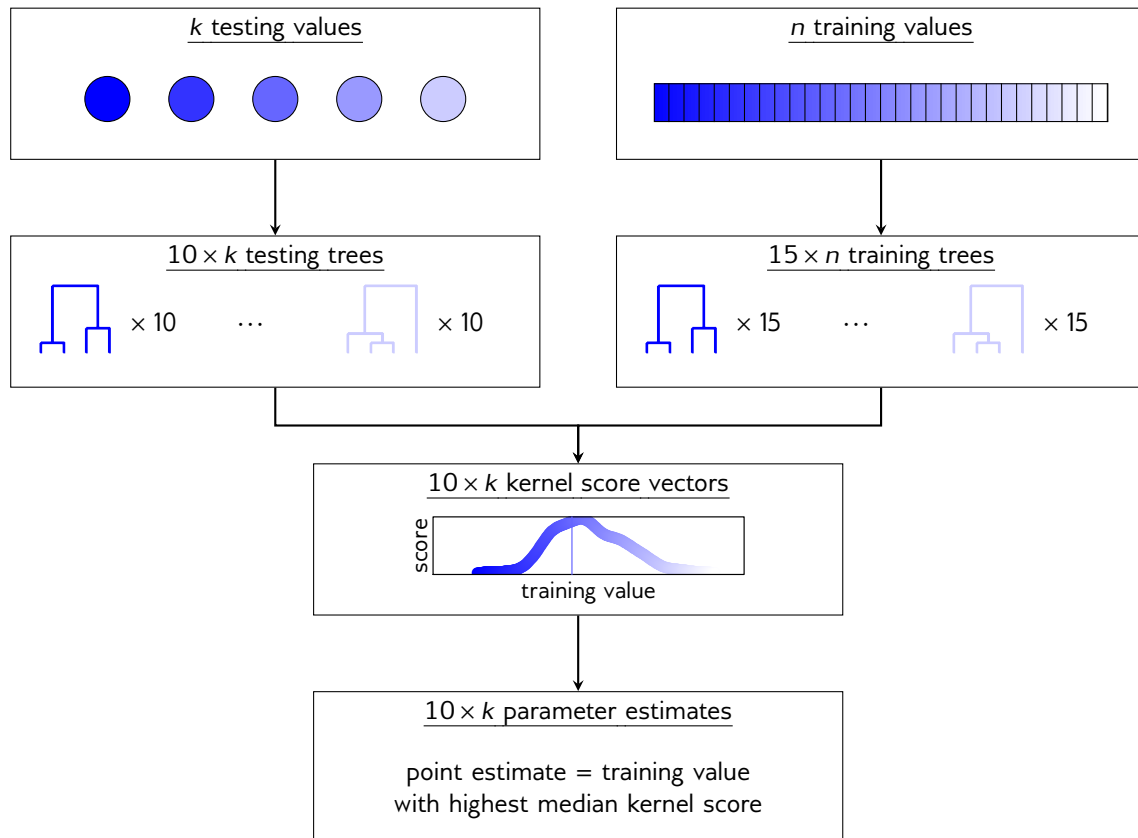 k testing values
n training values
10 × k testing trees
× 10 ... × 10
15 × n training trees
× 15 ... × 15
10 × k kernel score vectors
score
training value
10 × k parameter estimates
point estimate = training value
with highest median kernel score